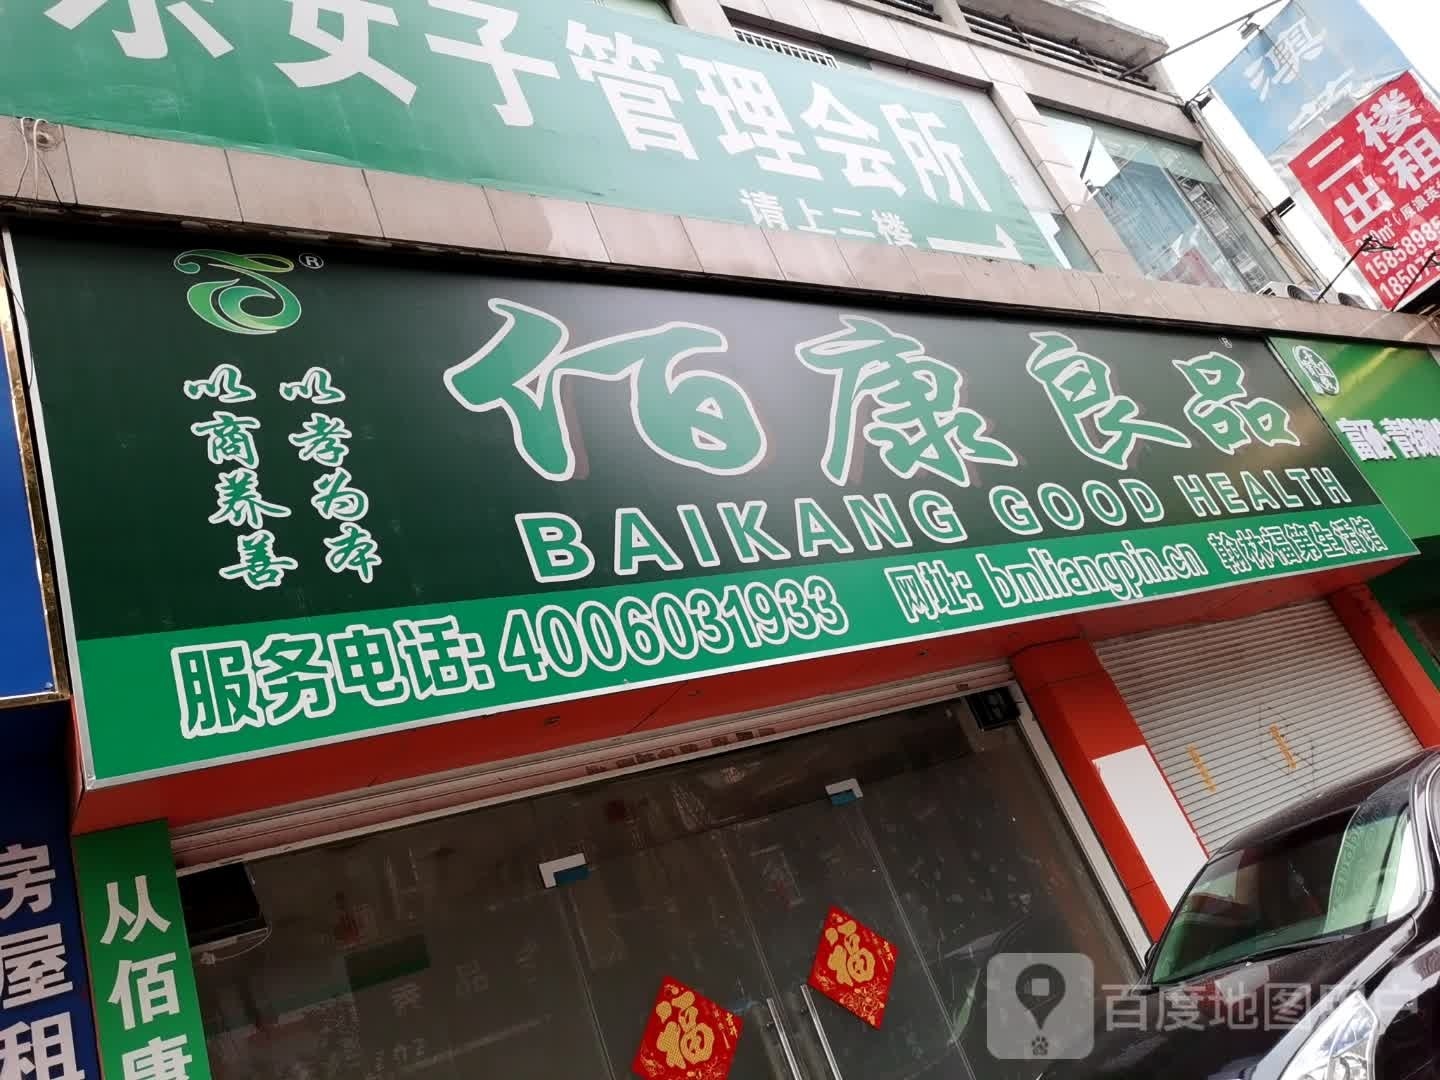 女子管理会所
请上二楼
二楼
出租
佰康良品
®
以孝为本
以商养善
BAIKANG GOOD HEALTH
服务电话:4006031933 网址: bmliangpin.cn 翰林福第生活馆
从佰康
房屋租
福
福
百度地图